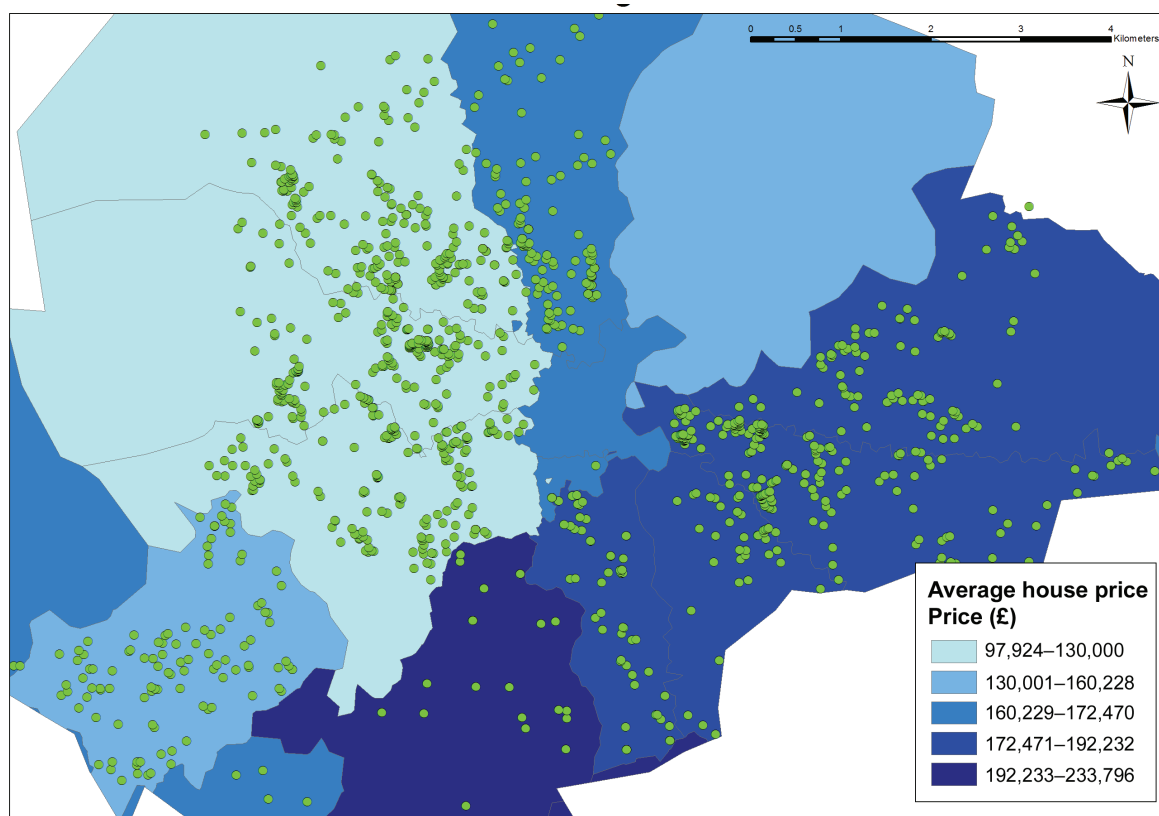 0 0.5 1 2 3 4
Kilometers
N
Average house price
Price (£)
97,924–130,000
130,001–160,228
160,229–172,470
172,471–192,232
192,233–233,796